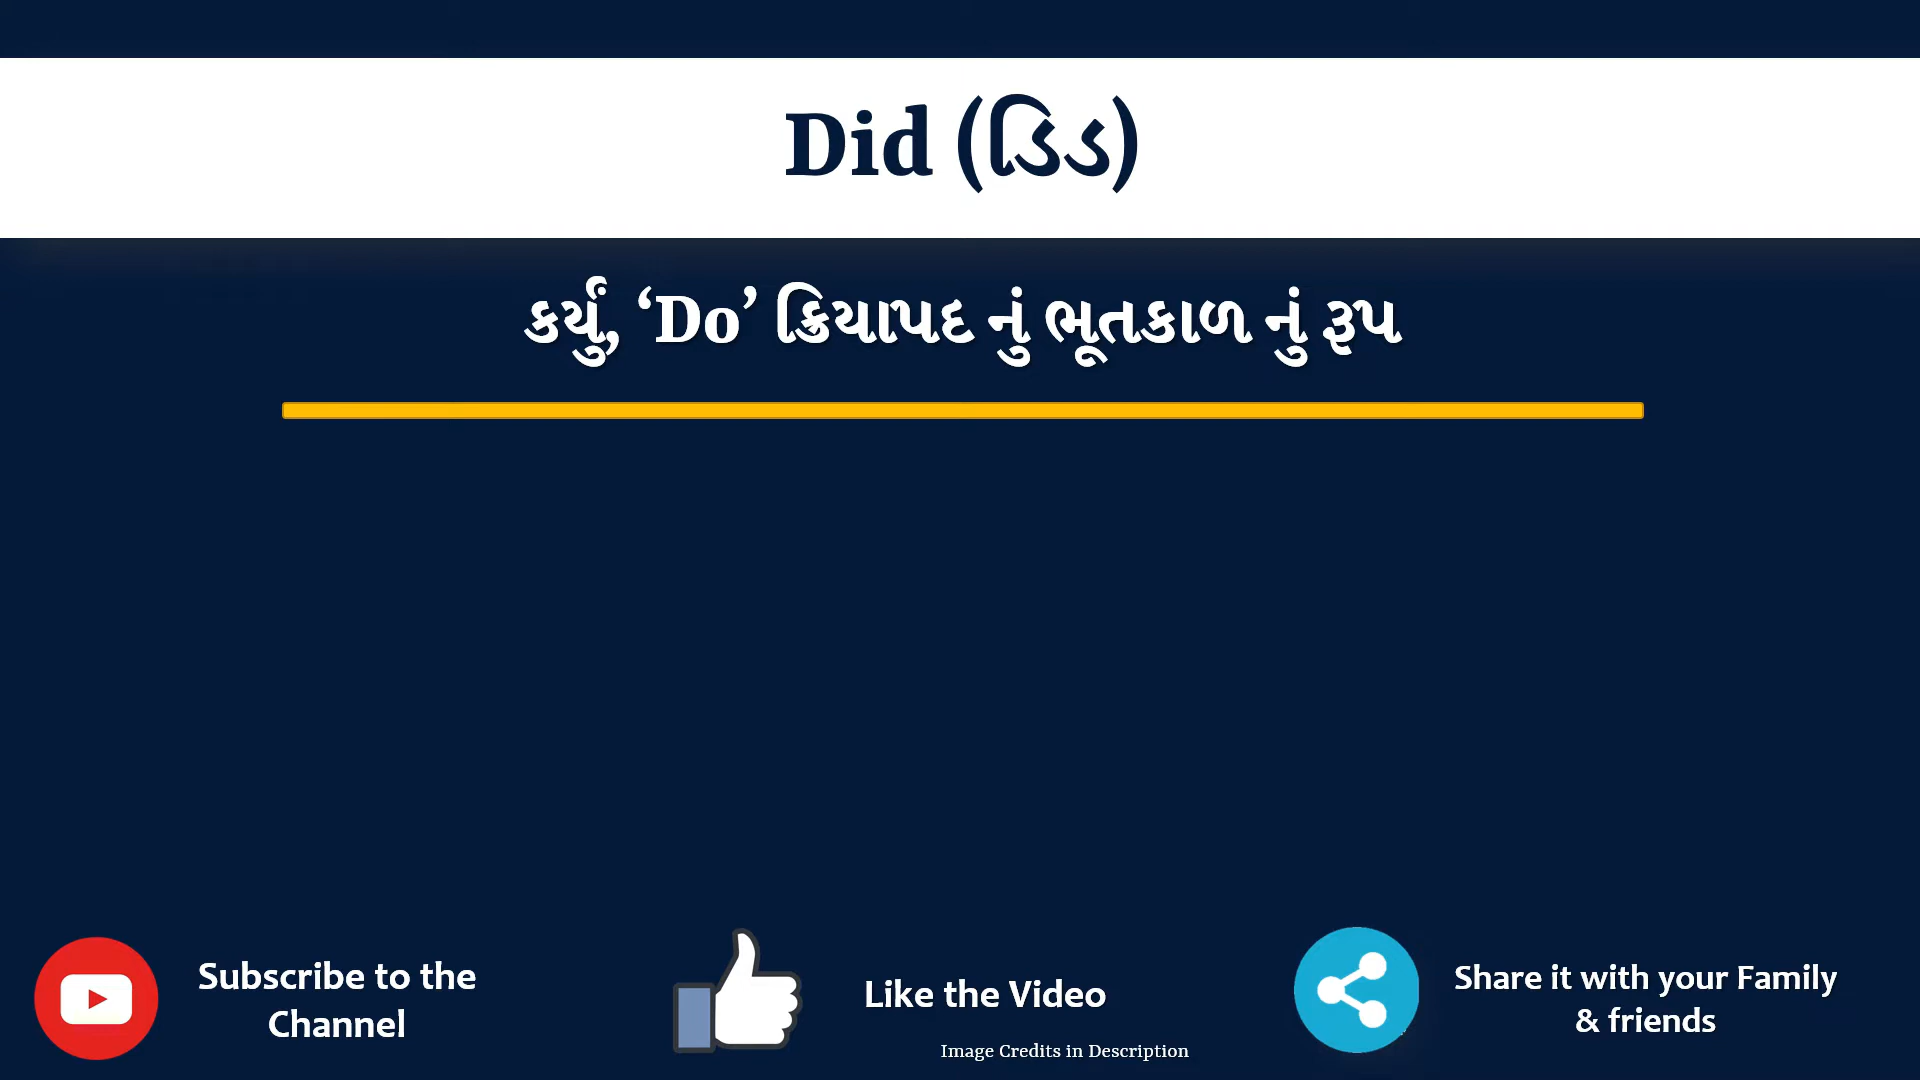 Did (ડિડ)
કર્યું, ‘Do’ ક્રિયાપદ નું ભૂતકાળ નું રૂપ
Subscribe to the
Channel
Like the Video
Share it with your Family
& friends
Image Credits in Description